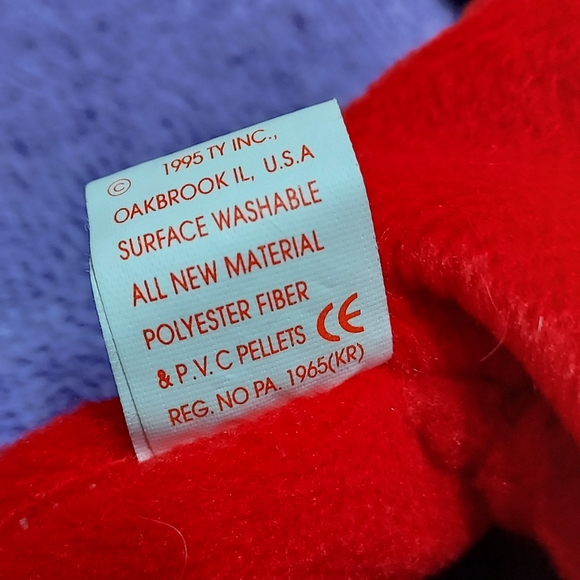 © 1995 TY INC.,
OAKBROOK IL, U.S.A
SURFACE WASHABLE
ALL NEW MATERIAL
POLYESTER FIBER
& P.V.C PELLETS CE
REG. NO PA. 1965(KR)